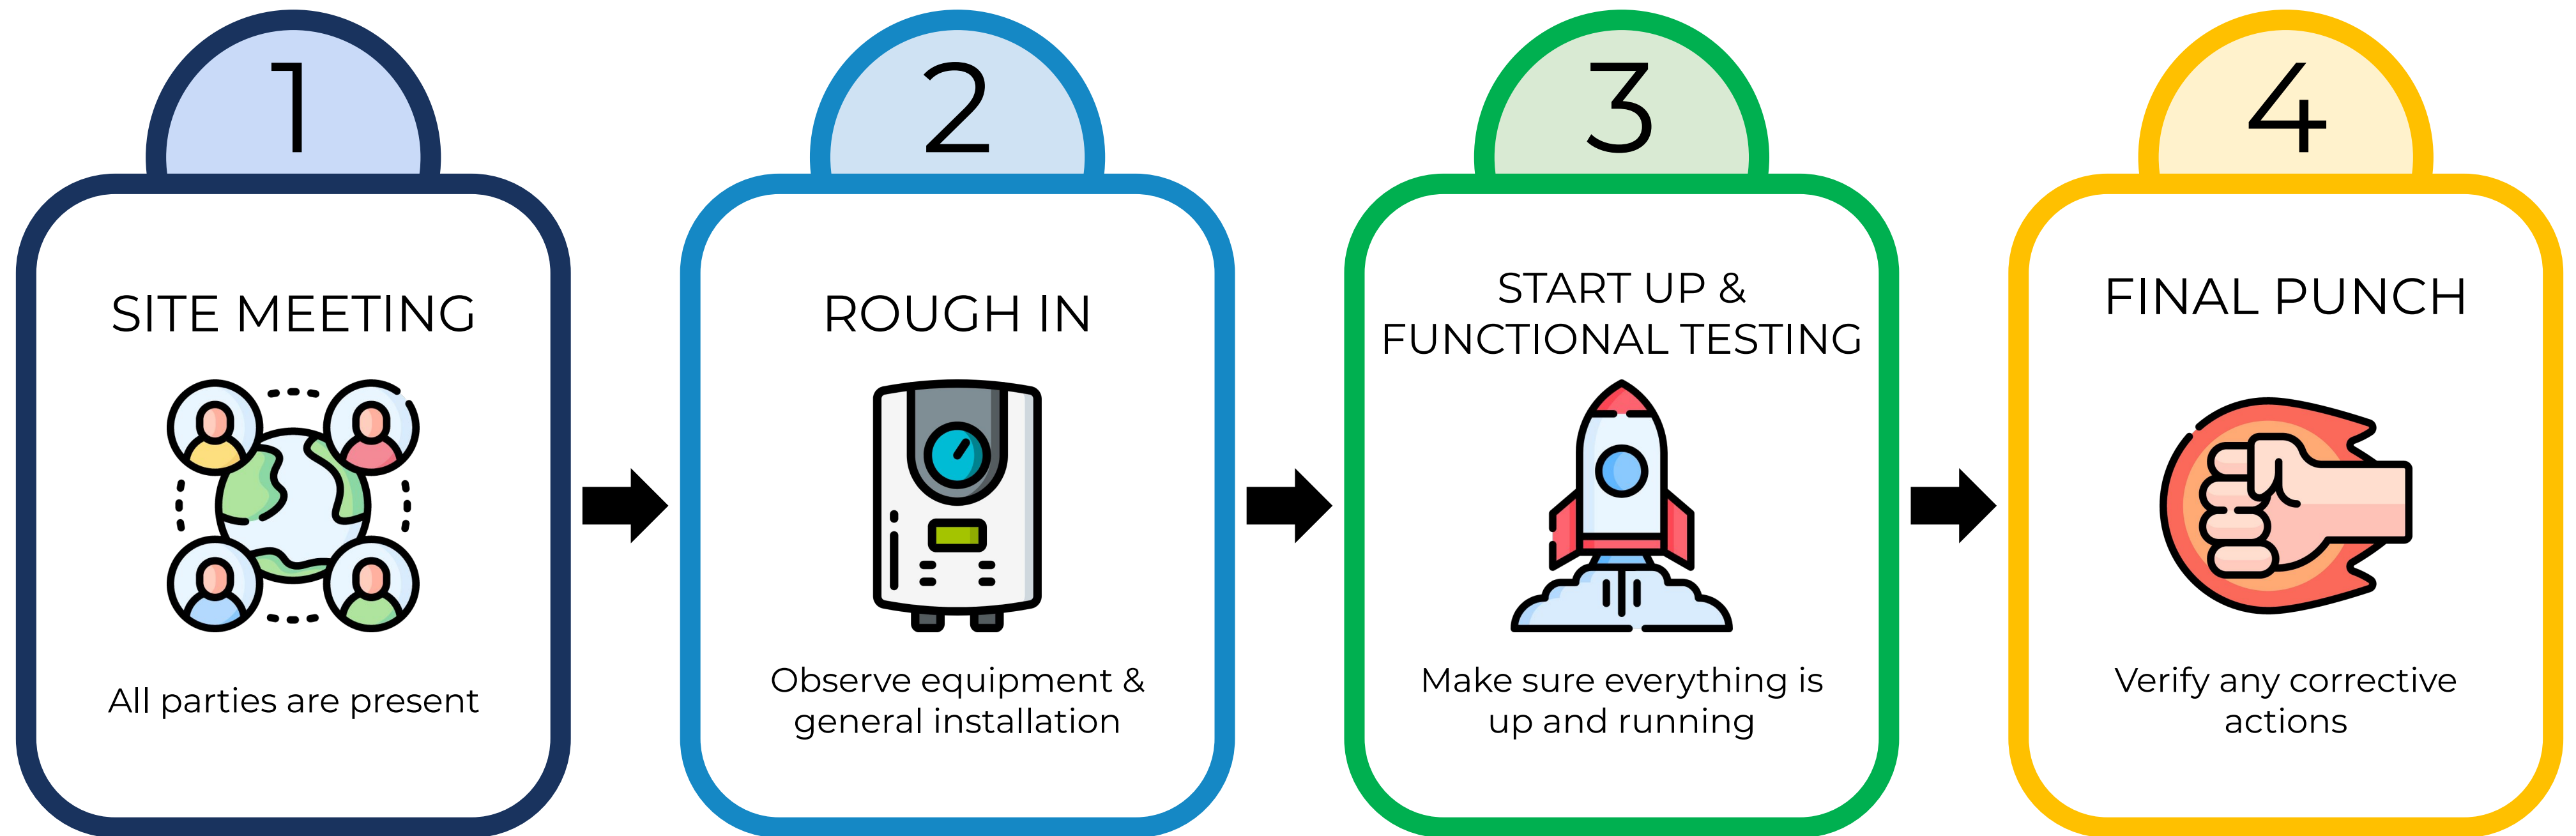 1
SITE MEETING
All parties are present
2
ROUGH IN
Observe equipment &
general installation
3
START UP &
FUNCTIONAL TESTING
Make sure everything is
up and running
4
FINAL PUNCH
Verify any corrective
actions